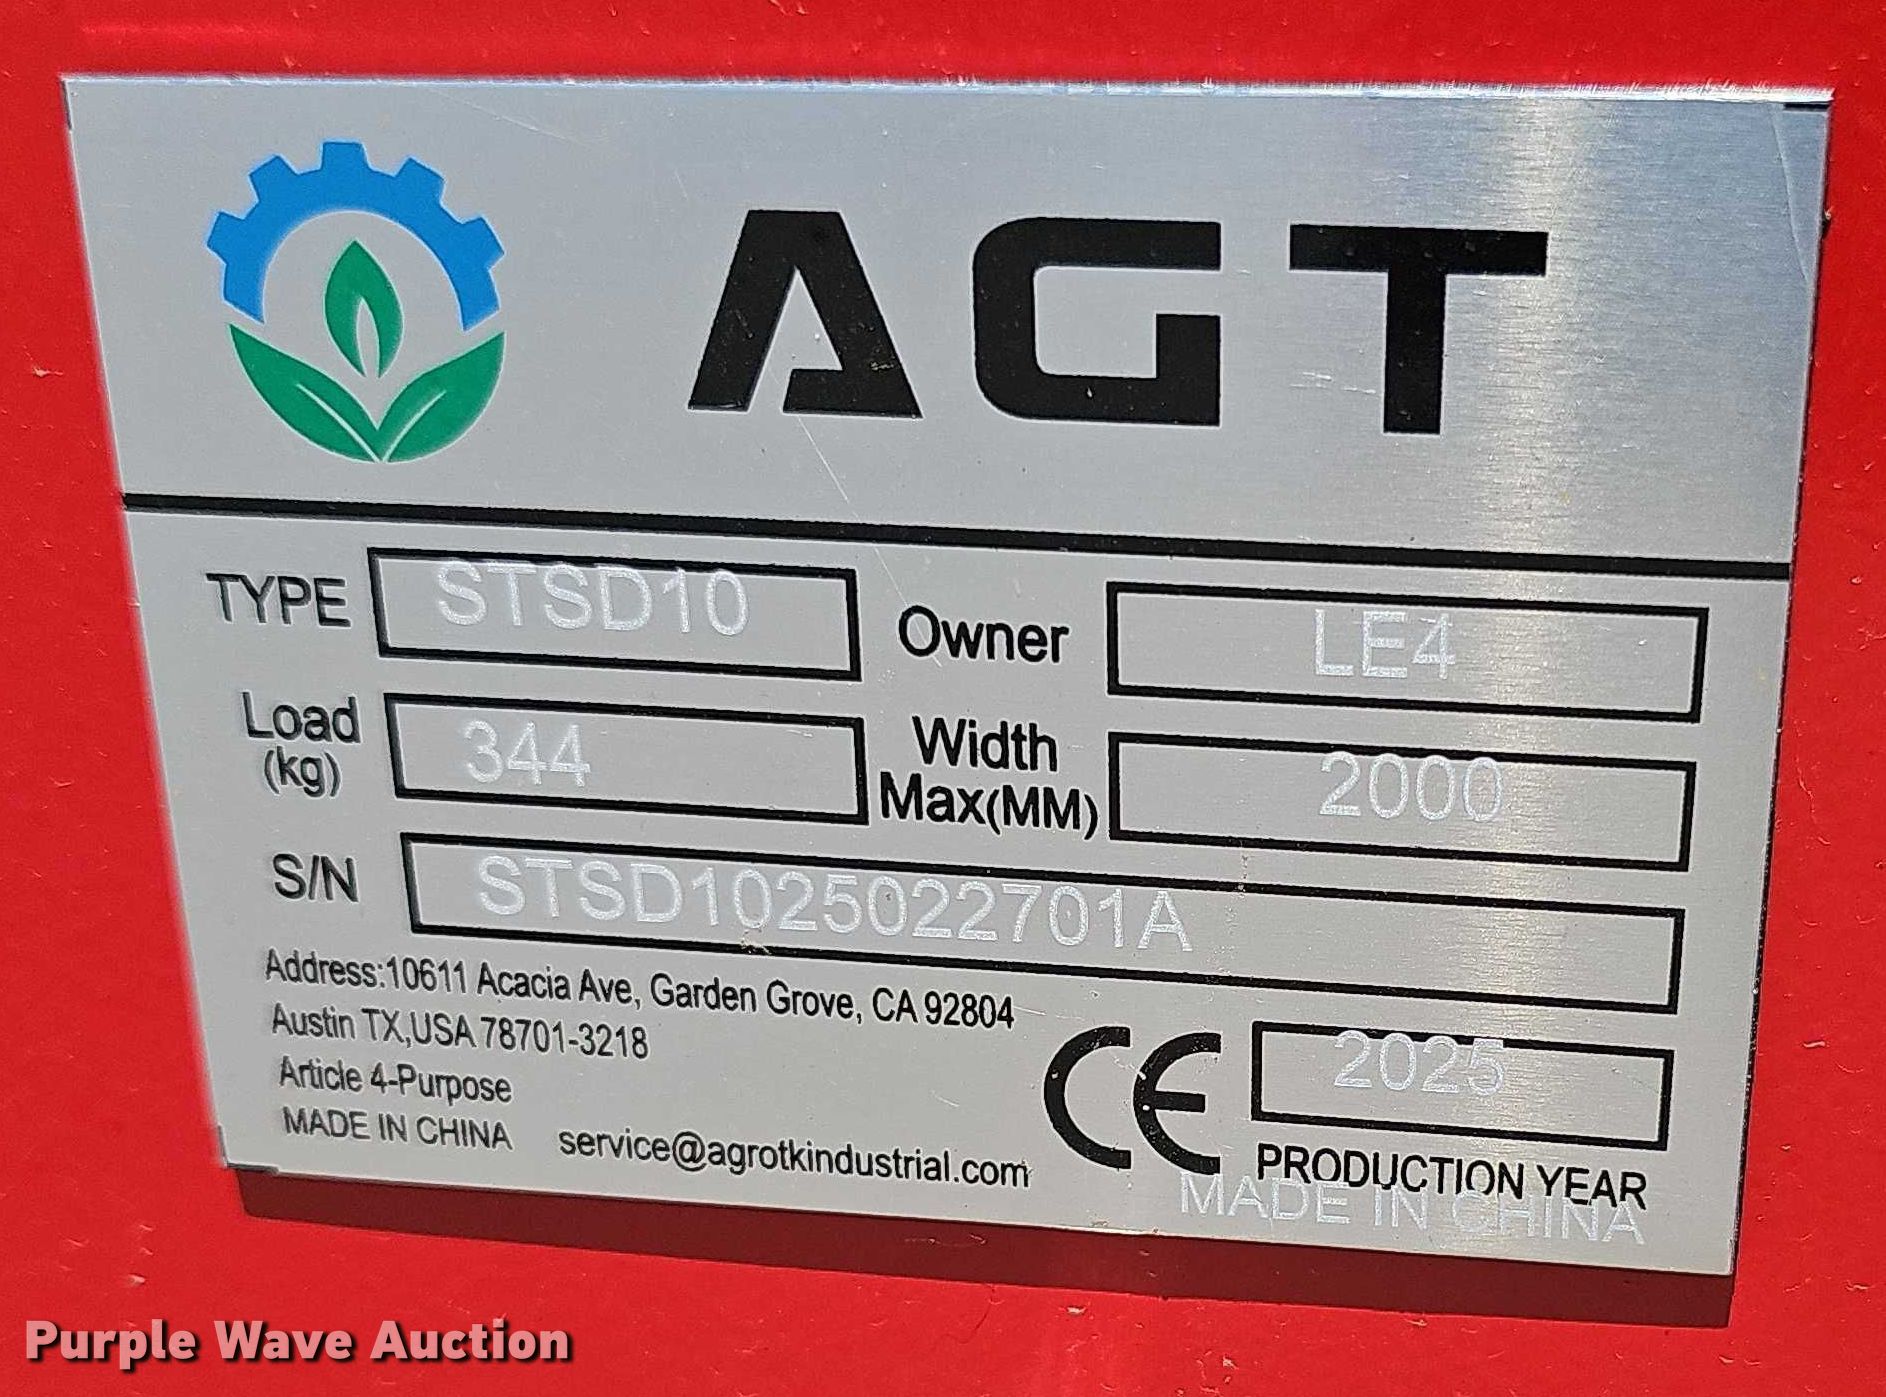 AGT
TYPE STSD10 Owner LE4
Load (kg) 344 Width Max(MM) 2000
S/N STSD1025022701A
Address:10611 Acacia Ave, Garden Grove, CA 92804
Austin TX,USA 78701-3218
Article 4-Purpose
MADE IN CHINA service@agrotkindustrial.com
CE 2025
PRODUCTION YEAR
MADE IN CHINA
Purple Wave Auction